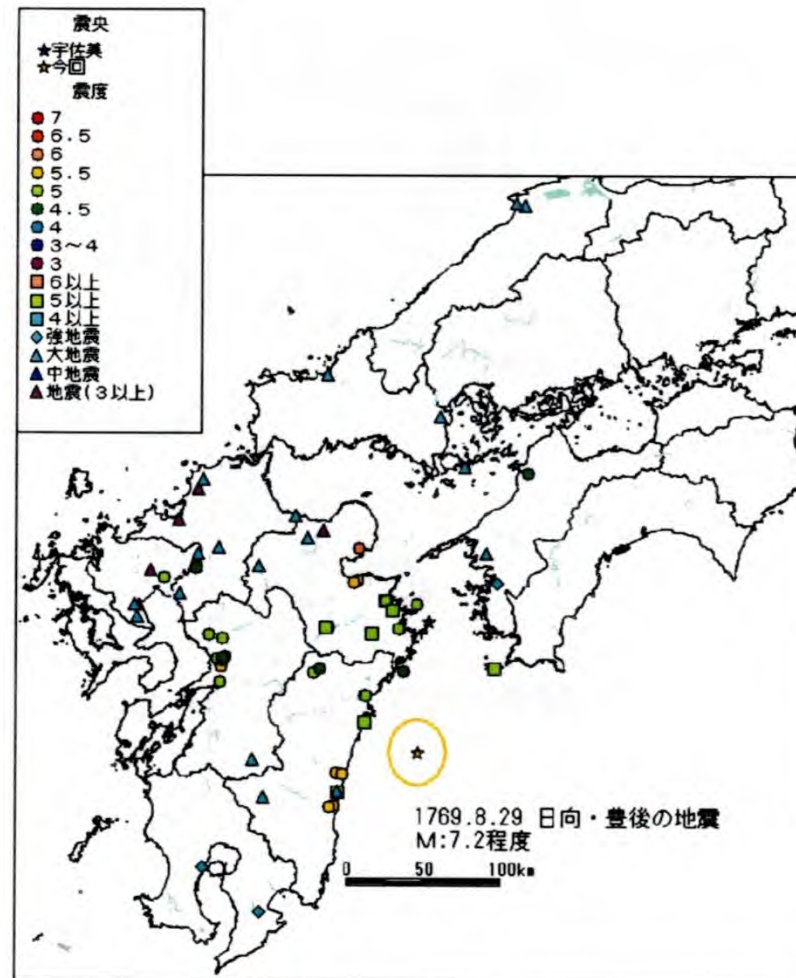 震央
★宇佐美
☆今回
震度
7
6.5
6
5.5
5
4.5
4
3～4
3
6以上
5以上
4以上
強地震
大地震
中地震
地震(3以上)
1769.8.29 日向・豊後の地震
M:7.2程度
0 50 100km